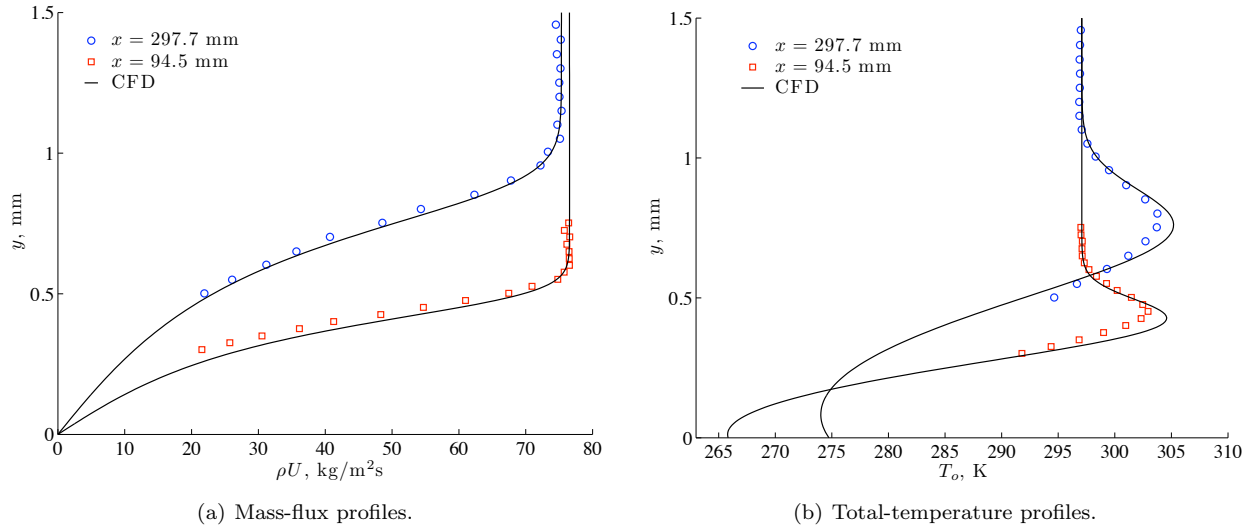 1.5
1
0.5
0
y, mm
x = 297.7 mm
x = 94.5 mm
CFD
0 10 20 30 40 50 60 70 80
ρU, kg/m²s
(a) Mass-flux profiles.
1.5
1
0.5
0
y, mm
x = 297.7 mm
x = 94.5 mm
CFD
265 270 275 280 285 290 295 300 305 310
Tₒ, K
(b) Total-temperature profiles.